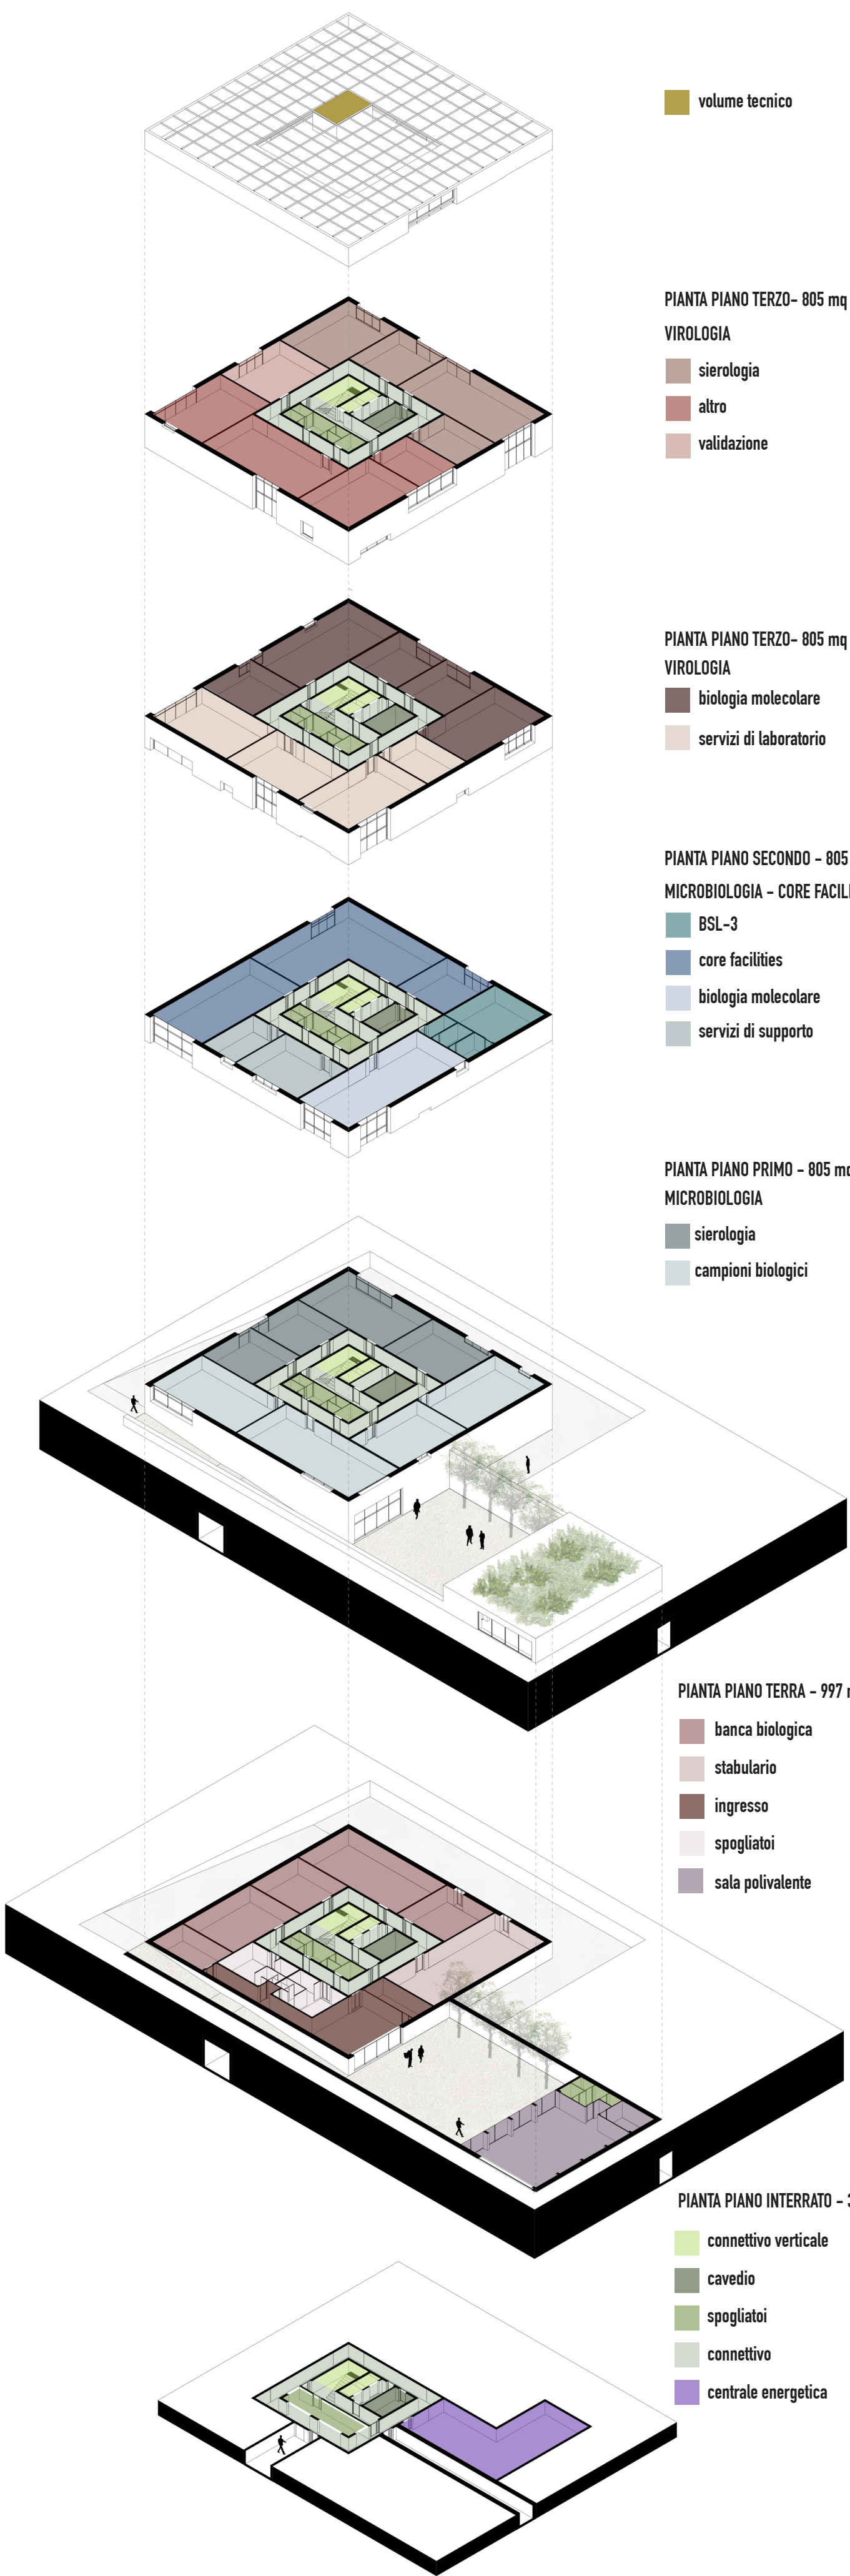 volume tecnico
PIANTA PIANO TERZO- 805 mq
VIROLOGIA
sierologia
altro
validazione
PIANTA PIANO TERZO- 805 mq
VIROLOGIA
biologia molecolare
servizi di laboratorio
PIANTA PIANO SECONDO - 805
MICROBIOLOGIA - CORE
BSL-3
core facilities
biologia molecolare
servizi di supporto
PIANTA PIANO PRIMO - 805
MICROBIOLOGIA
sierologia
campioni biologici
PIANTA PIANO TERRA - 997
banca biologica
stabulario
ingresso
spogliatoi
sala polivalente
PIANTA PIANO INTERRATO -
connettivo verticale
cavedio
spogliatoi
connettivo
centrale energetica